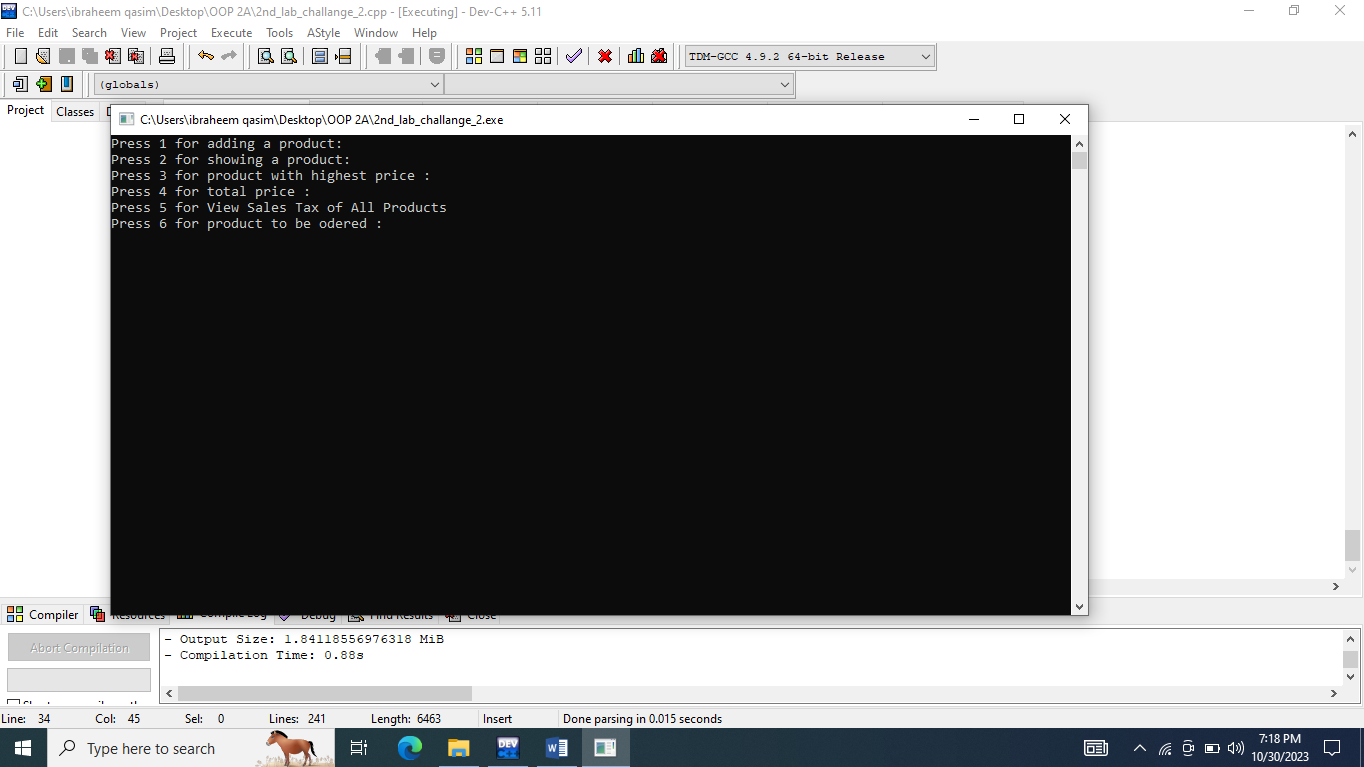 C:\Users\ibraheem qasim\Desktop\OOP 2A\2nd_lab_challange_2.cpp - [Executing] - Dev-C++ 5.11
File Edit Search View Project Execute Tools AStyle Window Help
TDM-GCC 4.9.2 64-bit Release
(globals)
Project Classes
C:\Users\ibraheem qasim\Desktop\OOP 2A\2nd_lab_challange_2.exe
Press 1 for adding a product:
Press 2 for showing a product:
Press 3 for product with highest price :
Press 4 for total price :
Press 5 for View Sales Tax of All Products
Press 6 for product to be odered :
Compiler Resources Compile Log Debug Find Results Close
Abort Compilation
- Output Size: 1.84118556976318 MiB
- Compilation Time: 0.88s
Line: 34 Col: 45 Sel: 0 Lines: 241 Length: 6463 Insert Done parsing in 0.015 seconds
Type here to search
DEV
7:18 PM
10/30/2023